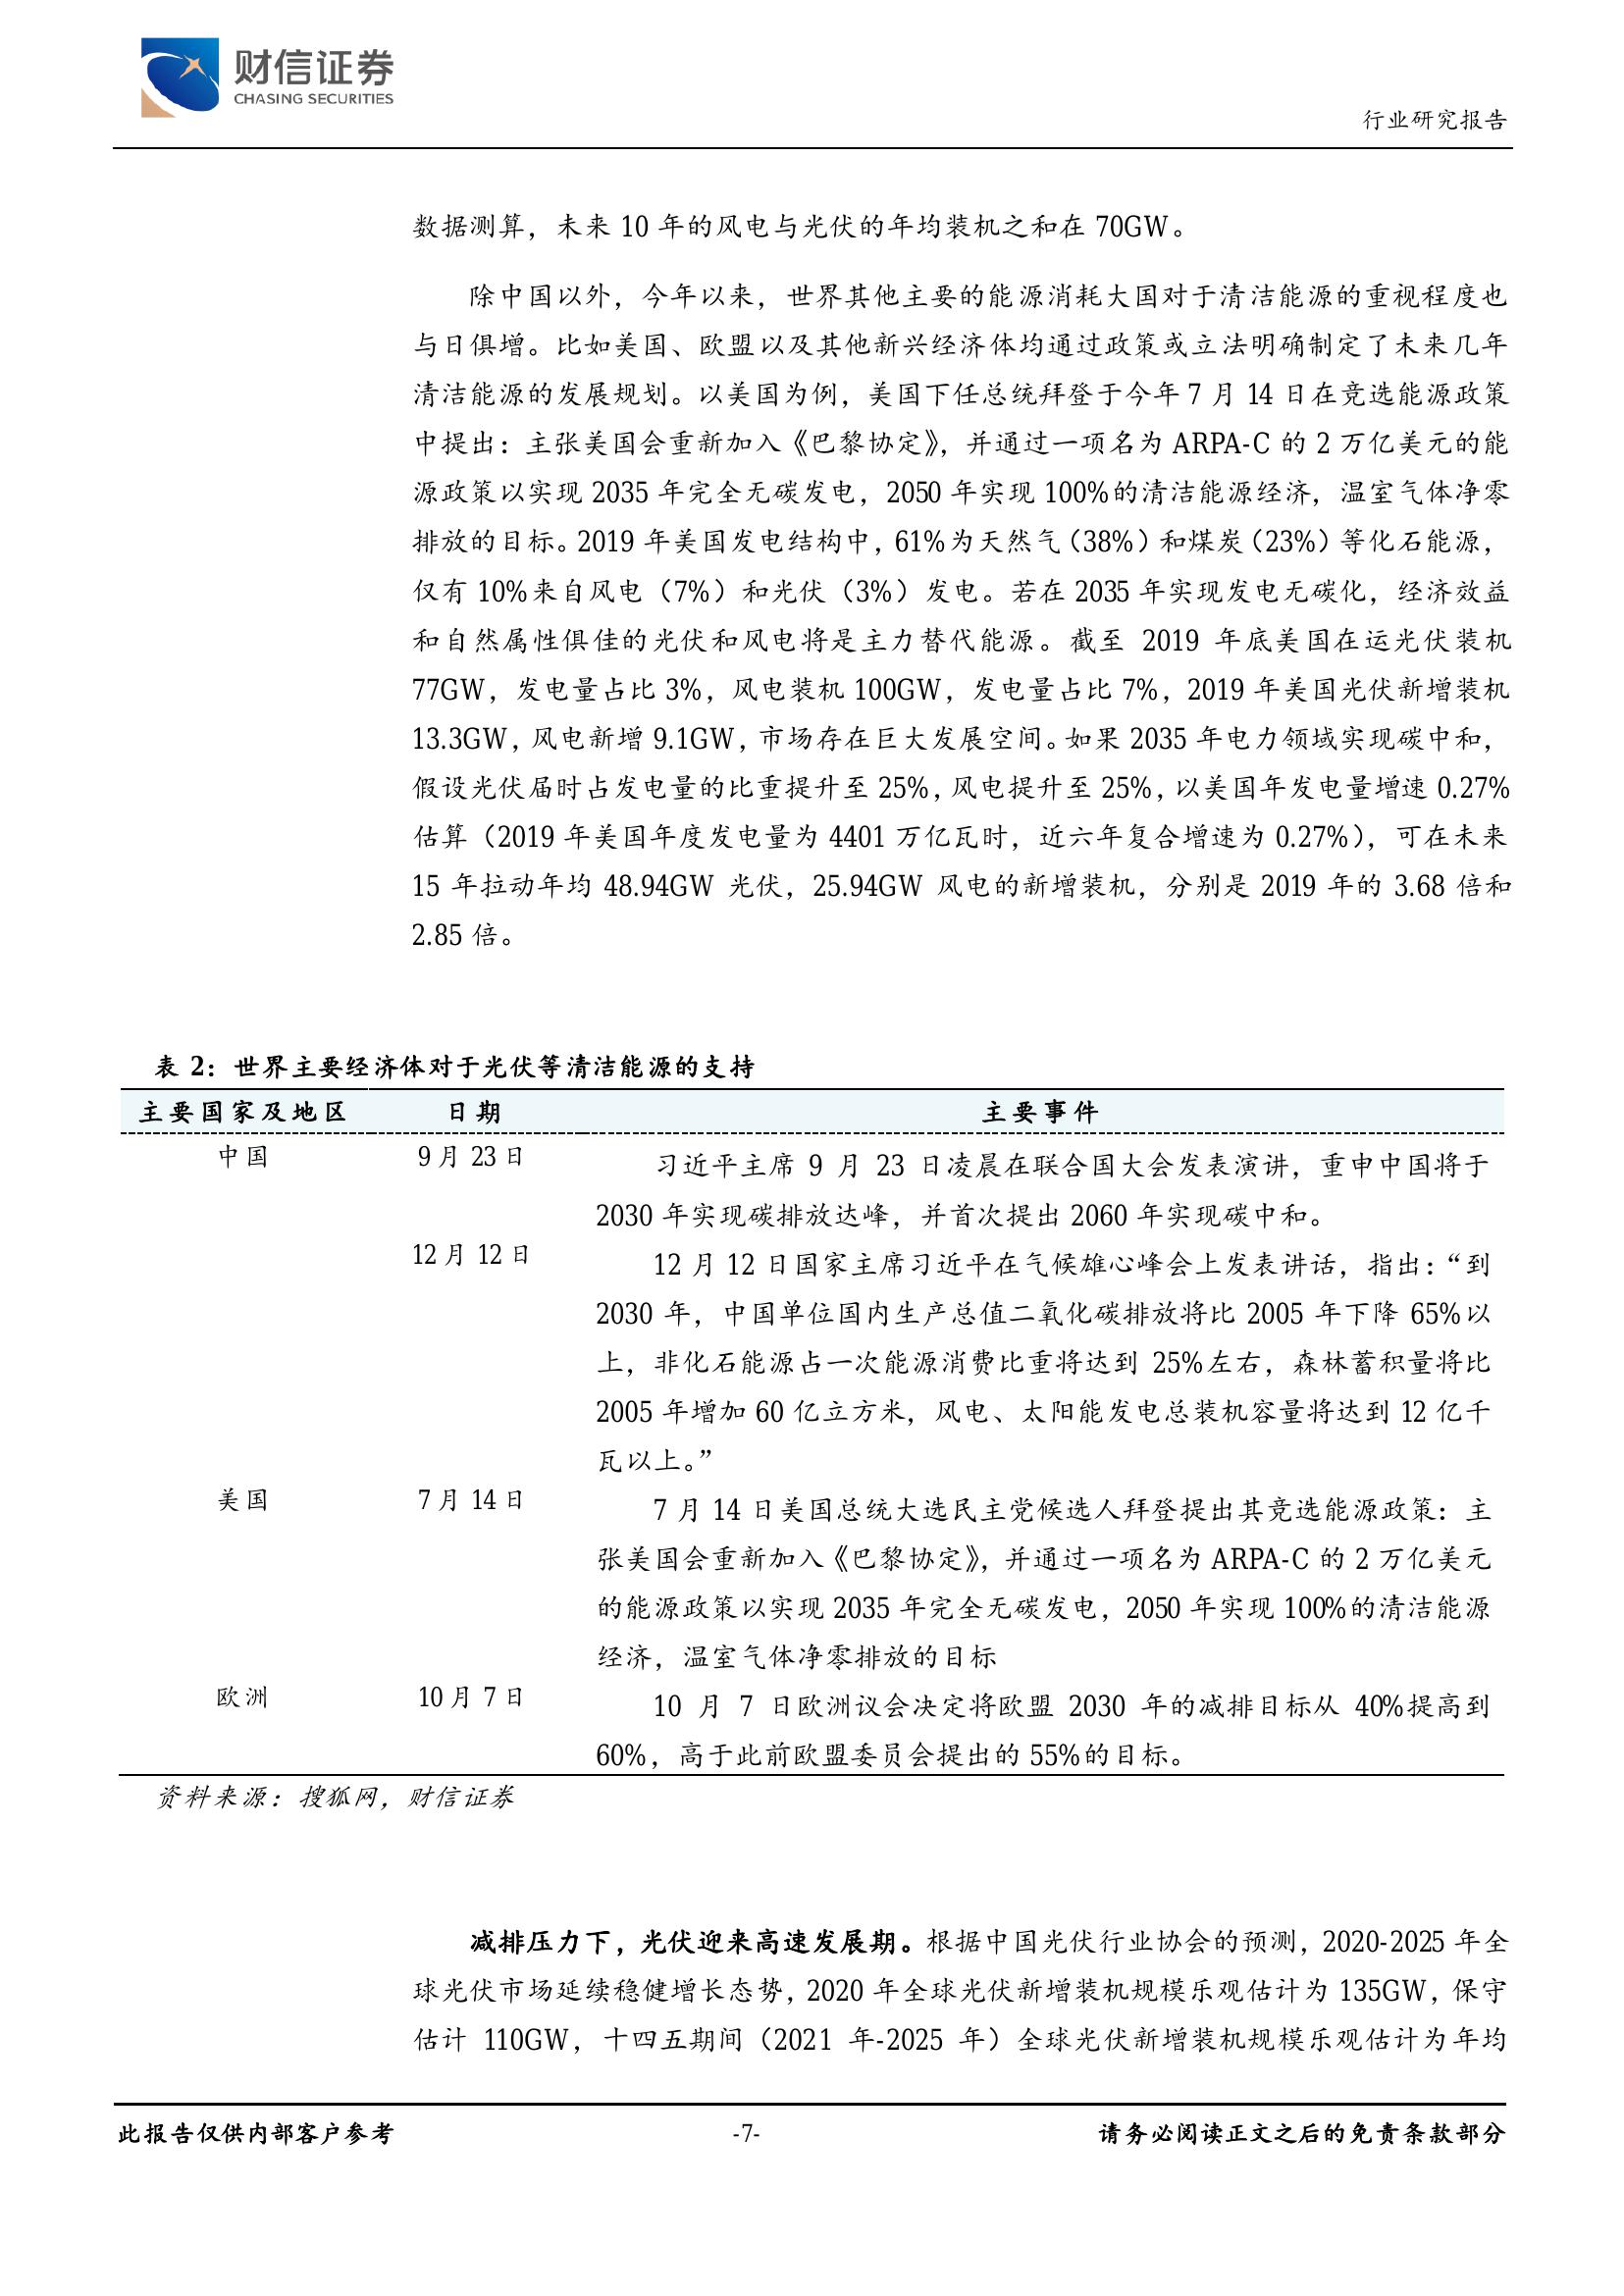 财信证券
CHASING SECURITIES
行业研究报告
数据测算，未来 10 年的风电与光伏的年均装机之和在 70GW。
除中国以外，今年以来，世界其他主要的能源消耗大国对于清洁能源的重视程度也
与日俱增。比如美国、欧盟以及其他新兴经济体均通过政策或立法明确制定了未来几年
清洁能源的发展规划。以美国为例，美国下任总统拜登于今年 7 月 14 日在竞选能源政策
中提出：主张美国会重新加入《巴黎协定》，并通过一项名为 ARPA-C 的 2 万亿美元的能
源政策以实现 2035 年完全无碳发电，2050 年实现 100%的清洁能源经济，温室气体净零
排放的目标。2019 年美国发电结构中，61%为天然气（38%）和煤炭（23%）等化石能源，
仅有 10%来自风电（7%）和光伏（3%）发电。若在 2035 年实现发电无碳化，经济效益
和自然属性俱佳的光伏和风电将是主力替代能源。截至 2019 年底美国在运光伏装机
77GW，发电量占比 3%，风电装机 100GW，发电量占比 7%，2019 年美国光伏新增装机
13.3GW，风电新增 9.1GW，市场存在巨大发展空间。如果 2035 年电力领域实现碳中和，
假设光伏届时占发电量的比重提升至 25%，风电提升至 25%，以美国年发电量增速 0.27%
估算（2019 年美国年度发电量为 4401 万亿瓦时，近六年复合增速为 0.27%），可在未来
15 年拉动年均 48.94GW 光伏，25.94GW 风电的新增装机，分别是 2019 年的 3.68 倍和
2.85 倍。
表 2：世界主要经济体对于光伏等清洁能源的支持
主要国家及地区 日期 主要事件
中国 9 月 23 日 习近平主席 9 月 23 日凌晨在联合国大会发表演讲，重申中国将于
2030 年实现碳排放达峰，并首次提出 2060 年实现碳中和。
12 月 12 日 12 月 12 日国家主席习近平在气候雄心峰会上发表讲话，指出：“到
2030 年，中国单位国内生产总值二氧化碳排放将比 2005 年下降 65%以
上，非化石能源占一次能源消费比重将达到 25%左右，森林蓄积量将比
2005 年增加 60 亿立方米，风电、太阳能发电总装机容量将达到 12 亿千
瓦以上。”
美国 7 月 14 日 7 月 14 日美国总统大选民主党候选人拜登提出其竞选能源政策：主
张美国会重新加入《巴黎协定》，并通过一项名为 ARPA-C 的 2 万亿美元
的能源政策以实现 2035 年完全无碳发电，2050 年实现 100%的清洁能源
经济，温室气体净零排放的目标
欧洲 10 月 7 日 10 月 7 日欧洲议会决定将欧盟 2030 年的减排目标从 40%提高到
60%，高于此前欧盟委员会提出的 55%的目标。
资料来源：搜狐网，财信证券
减排压力下，光伏迎来高速发展期。根据中国光伏行业协会的预测，2020-2025 年全
球光伏市场延续稳健增长态势，2020 年全球光伏新增装机规模乐观估计为 135GW，保守
估计 110GW，十四五期间（2021 年-2025 年）全球光伏新增装机规模乐观估计为年均
此报告仅供内部客户参考 -7- 请务必阅读正文之后的免责条款部分